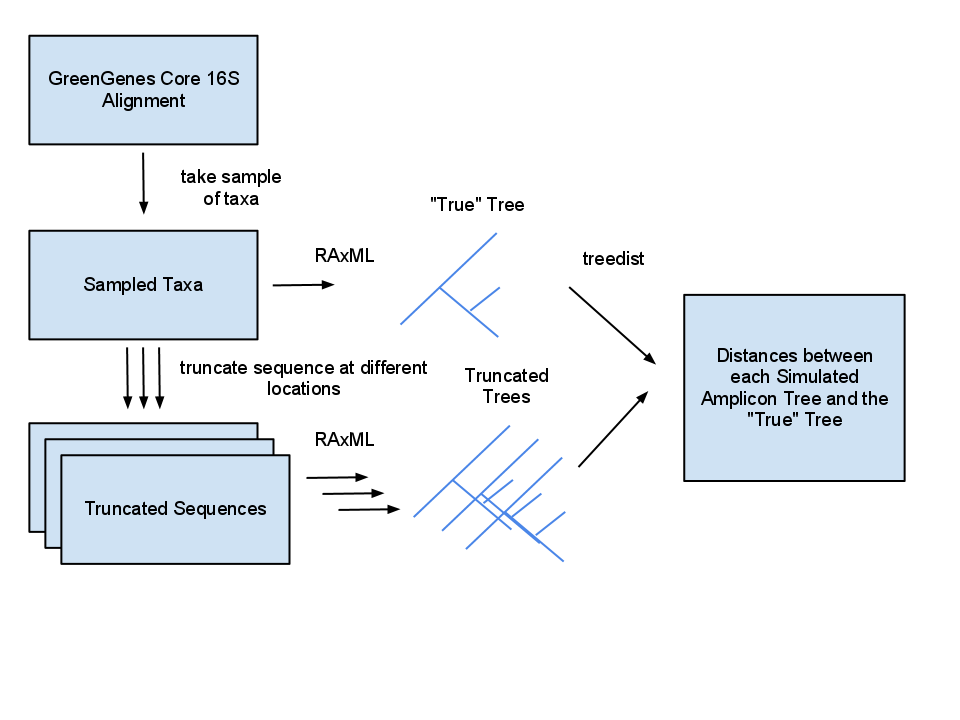 GreenGenes Core 16S
Alignment
take sample
of taxa
"True" Tree
Sampled Taxa
RAxML
treedist
truncate sequence at different
locations
Truncated
Trees
Distances between
each Simulated
Amplicon Tree and the
"True" Tree
RAxML
Truncated Sequences